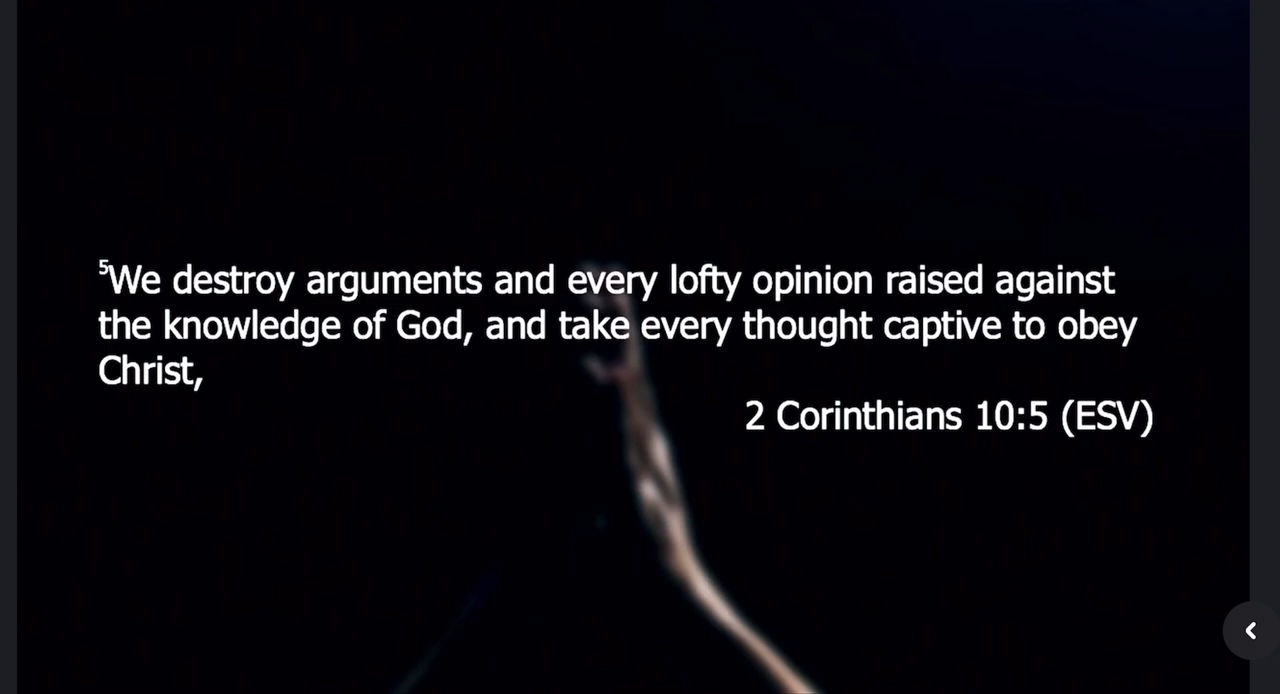 ⁵We destroy arguments and every lofty opinion raised against
the knowledge of God, and take every thought captive to obey
Christ,
2 Corinthians 10:5 (ESV)